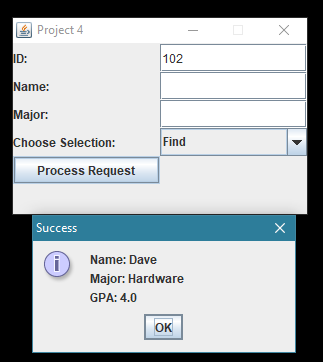 Project 4
ID: 102
Name:
Major:
Choose Selection: Find
Process Request
Success
Name: Dave
Major: Hardware
GPA: 4.0
OK